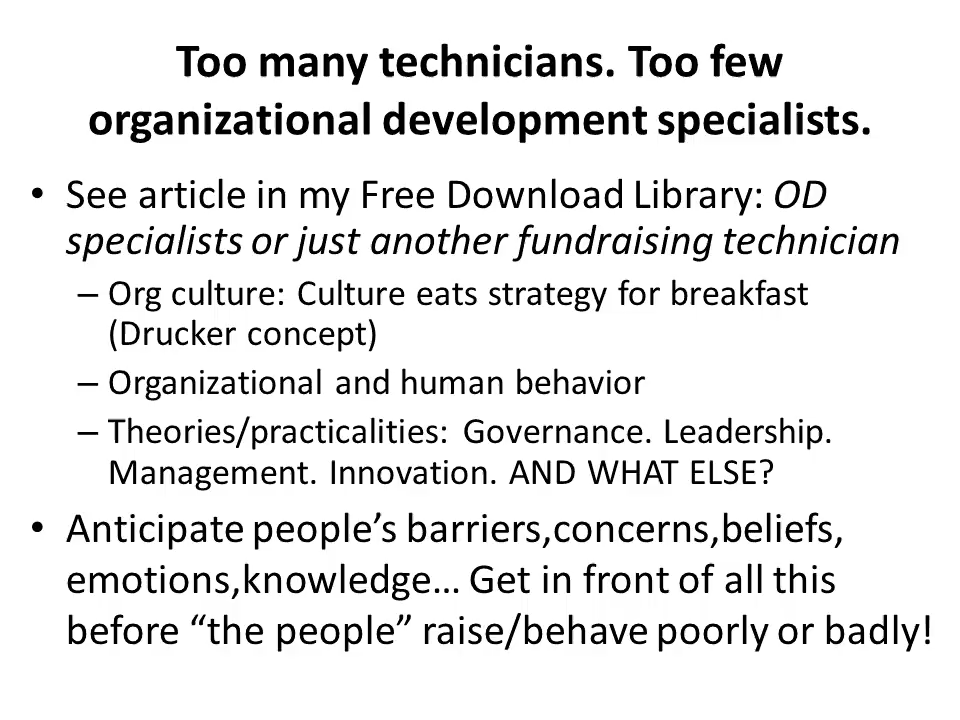 Too many technicians. Too few
organizational development specialists.
• See article in my Free Download Library: OD
specialists or just another fundraising technician
– Org culture: Culture eats strategy for breakfast
(Drucker concept)
– Organizational and human behavior
– Theories/practicalities: Governance. Leadership.
Management. Innovation. AND WHAT ELSE?
• Anticipate people’s barriers,concerns,beliefs,
emotions,knowledge… Get in front of all this
before “the people” raise/behave poorly or badly!